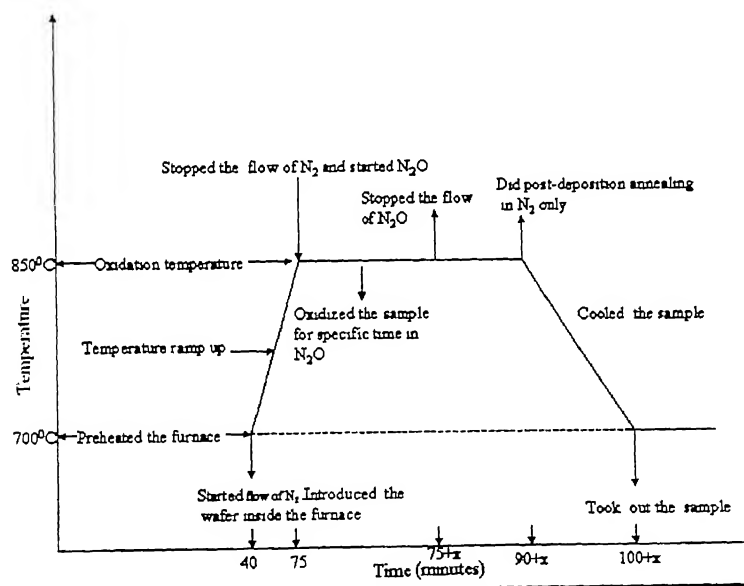 Stopped the flow of N₂ and started N₂O
Stopped the flow
of N₂O
Did post-deposition annealing
in N₂ only
850⁰C
Oxidation temperature
Oxidized the sample
for specific time in
N₂O
Cooled the sample
Temperature
Temperature ramp up
700⁰C
Preheated the furnace
Started flow of N₂ Introduced the
wafer inside the furnace
Took out the sample
40
75
75+x
90+x
100+x
Time (minutes)